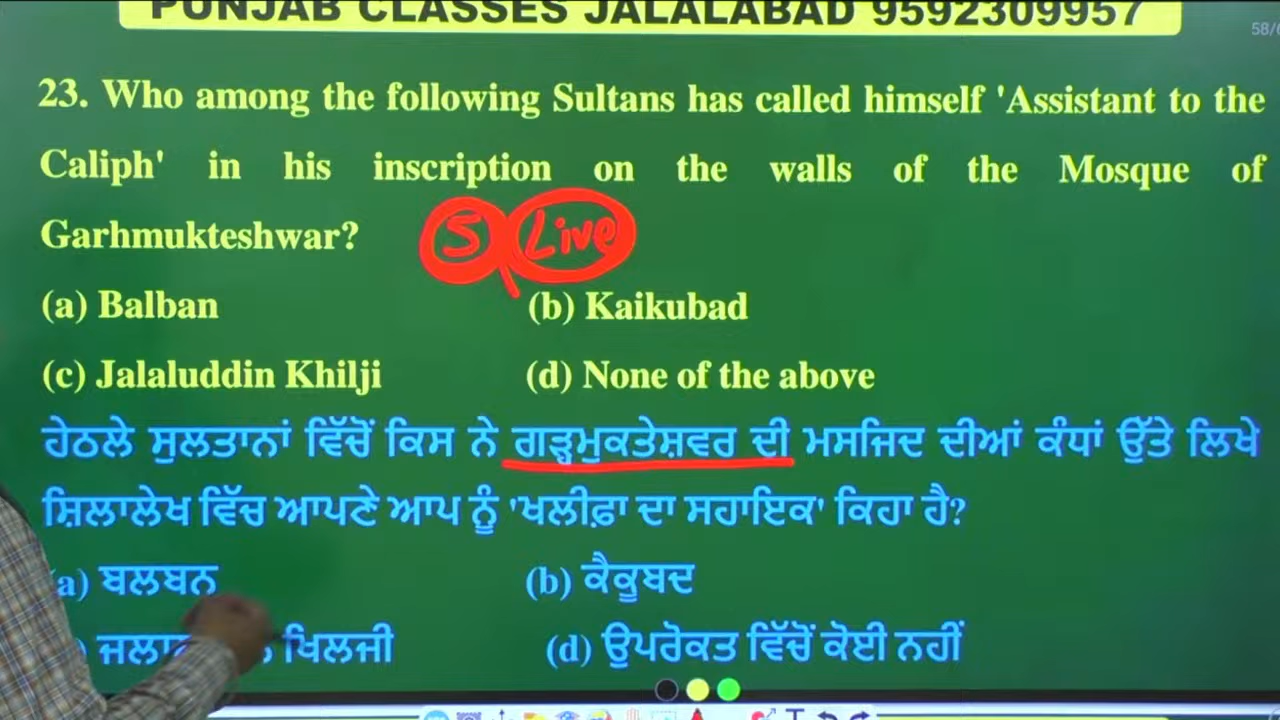 PUNJAB CLASSES JALALABAD 9592309957
58/
23. Who among the following Sultans has called himself 'Assistant to the
Caliph' in his inscription on the walls of the Mosque of
Garhmukteshwar?
5 Live
(a) Balban (b) Kaikubad
(c) Jalaluddin Khilji (d) None of the above
ਹੇਠਲੇ ਸੁਲਤਾਨਾਂ ਵਿੱਚੋਂ ਕਿਸ ਨੇ ਗੜ੍ਹਮੁਕਤੇਸ਼ਵਰ ਦੀ ਮਸਜਿਦ ਦੀਆਂ ਕੰਧਾਂ ਉੱਤੇ ਲਿਖੇ
ਸ਼ਿਲਾਲੇਖ ਵਿੱਚ ਆਪਣੇ ਆਪ ਨੂੰ 'ਖਲੀਫ਼ਾ ਦਾ ਸਹਾਇਕ' ਕਿਹਾ ਹੈ?
a) ਬਲਬਨ (b) ਕੈਕੂਬਦ
) ਖਿਲਜੀ (d) ਉਪਰੋਕਤ ਵਿੱਚੋਂ ਕੋਈ ਨਹੀਂ